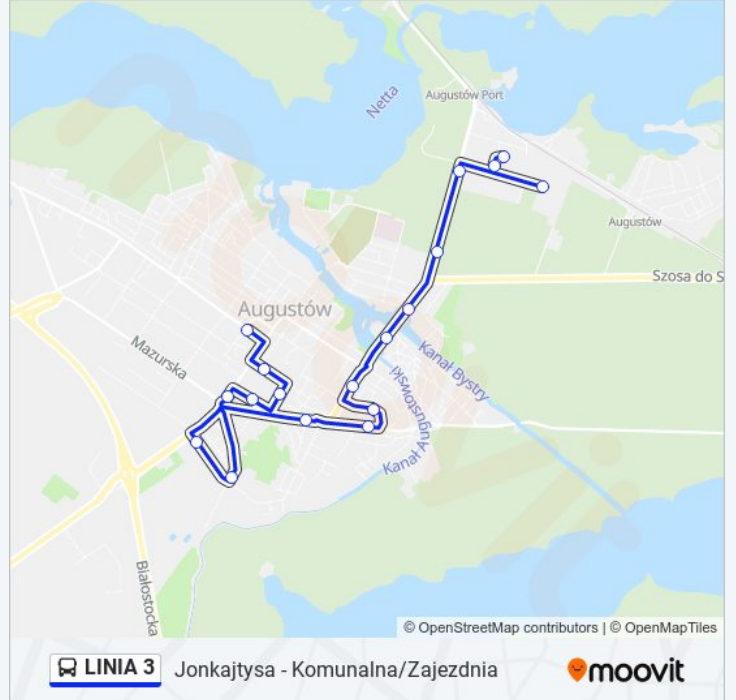 Augustów Port
Netta
Augustów
Szosa do S
Augustów
Mazurska
Kanał Bystry
Augustowski
Kanał A
Białostocka
© OpenStreetMap contributors | © OpenMapTiles
LINIA 3
Jonkajtysa - Komunalna/Zajezdnia
moovit